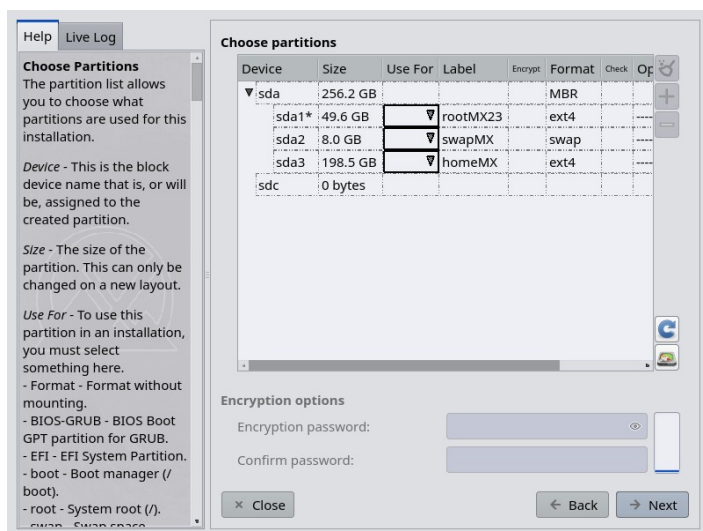 Help
Live Log
Choose Partitions
The partition list allows
you to choose what
partitions are used for this
installation.
Device - This is the block
device name that is, or will
be, assigned to the
created partition.
Size - The size of the
partition. This can only be
changed on a new layout.
Use For - To use this
partition in an installation,
you must select
something here.
- Format - Format without
mounting.
- BIOS-GRUB - BIOS Boot
GPT partition for GRUB.
- EFI - EFI System Partition.
- boot - Boot manager (/
boot).
- root - System root (/).
- swap - Swap space
Choose partitions
Device Size Use For Label Encrypt Format Check Op
sda 256.2 GB MBR
sda1* 49.6 GB rootMX23 ext4 ----
sda2 8.0 GB swapMX swap ----
sda3 198.5 GB homeMX ext4 ----
sdc 0 bytes
Encryption options
Encryption password:
Confirm password:
× Close
← Back
→ Next